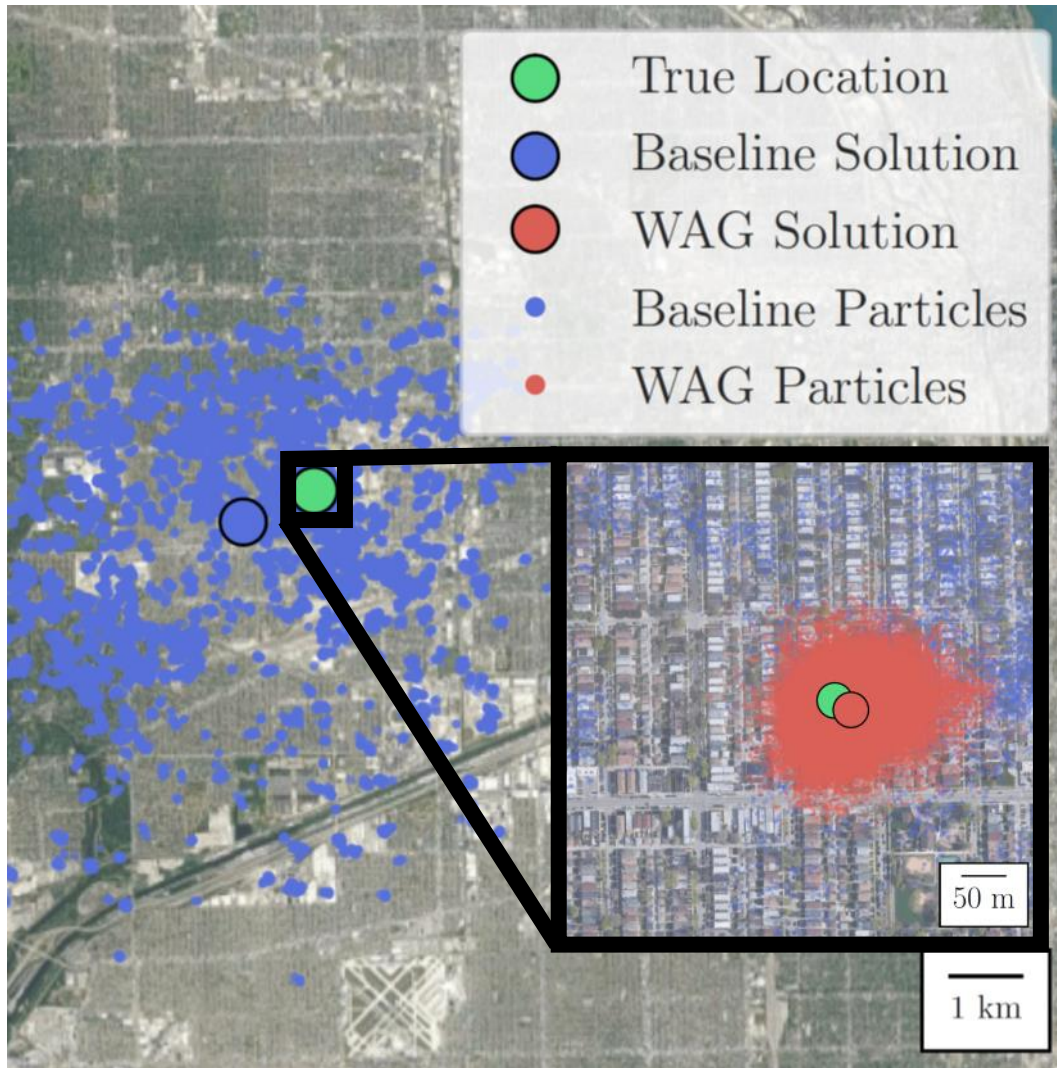 True Location
Baseline Solution
WAG Solution
Baseline Particles
WAG Particles
50 m
1 km